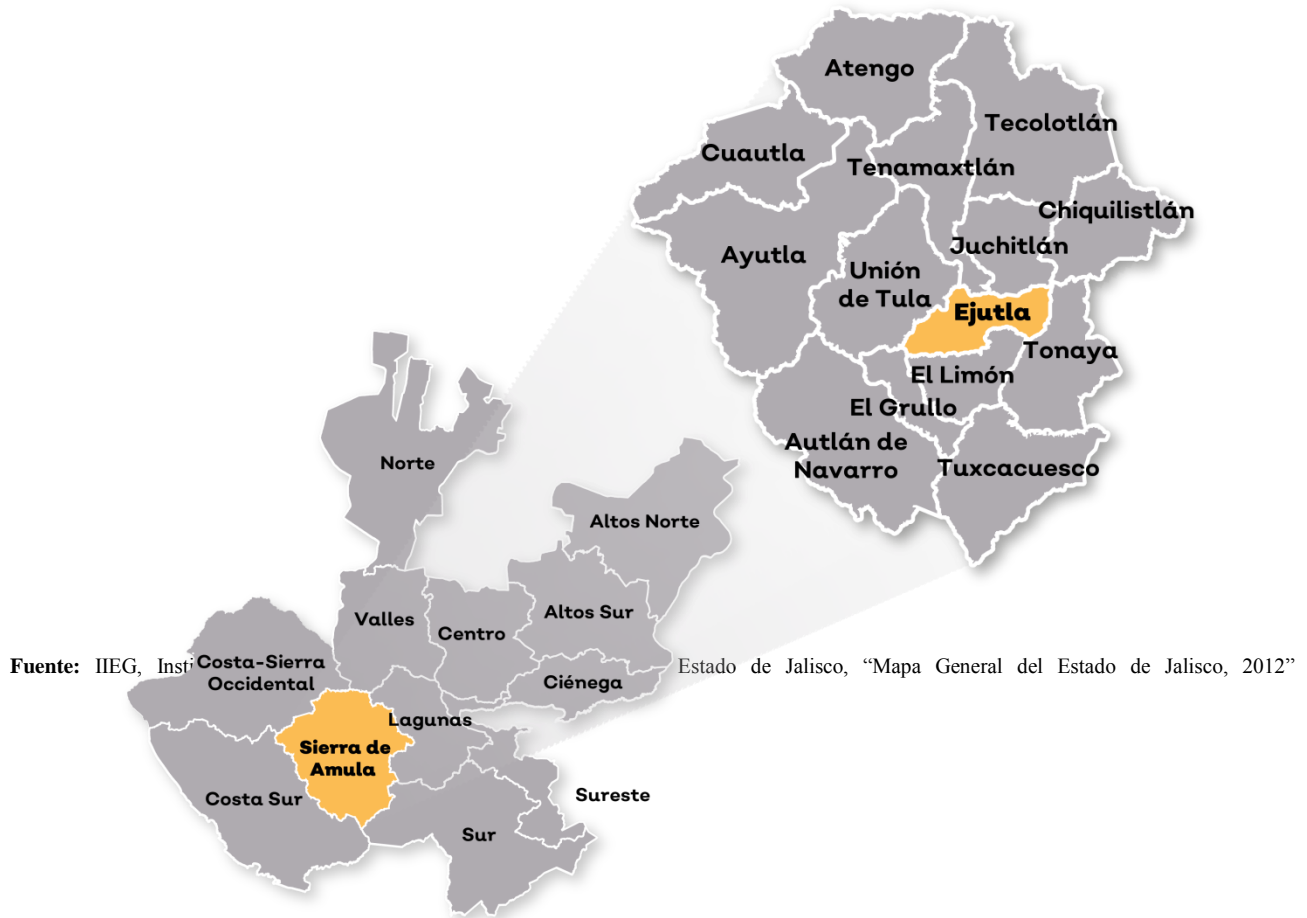 Atengo
Tecolotlán
Cuautla
Tenamaxtlán
Chiquilistlán
Juchitlán
Ayutla
Unión
de Tula
Ejutla
Tonaya
El Limón
El Grullo
Autlán de
Navarro
Tuxcacuesco
Norte
Altos Norte
Valles
Centro
Altos Sur
Fuente: IIEG, Estado de Jalisco, “Mapa General del Estado de Jalisco, 2012”
Costa-Sierra
Occidental
Ciénega
Lagunas
Sierra de
Amula
Costa Sur
Sureste
Sur